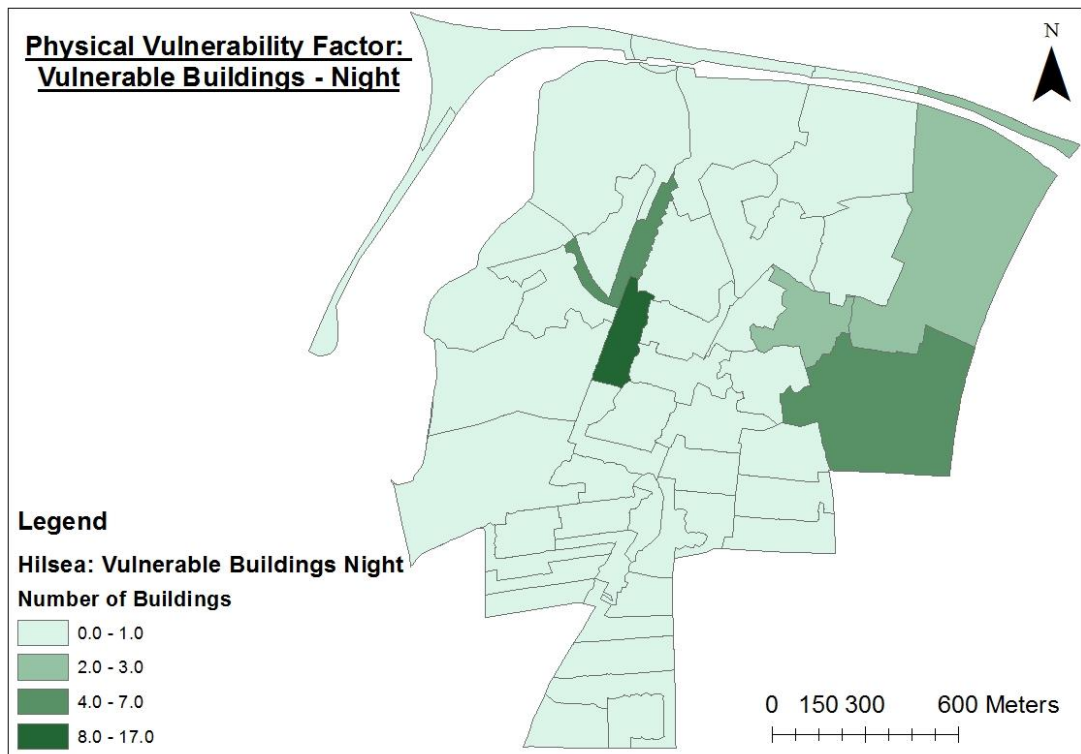 Physical Vulnerability Factor:
Vulnerable Buildings - Night
N
Legend
Hilsea: Vulnerable Buildings Night
Number of Buildings
0.0 - 1.0
2.0 - 3.0
4.0 - 7.0
8.0 - 17.0
0 150 300 600 Meters